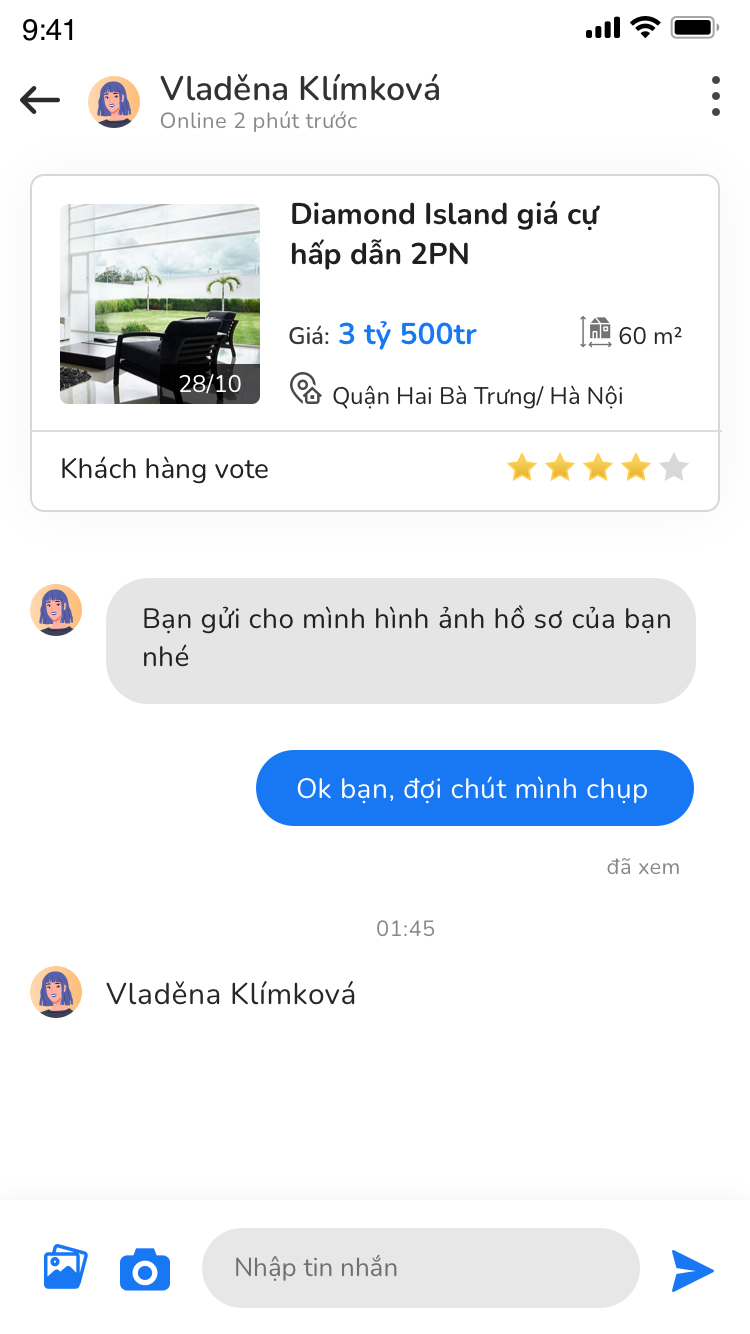 9:41
Vladěna Klímková
Online 2 phút trước
Diamond Island giá cự
hấp dẫn 2PN
Giá: 3 tỷ 500tr
60 m²
28/10
Quận Hai Bà Trưng/ Hà Nội
Khách hàng vote
Bạn gửi cho mình hình ảnh hồ sơ của bạn
nhé
Ok bạn, đợi chút mình chụp
đã xem
01:45
Vladěna Klímková
Nhập tin nhắn